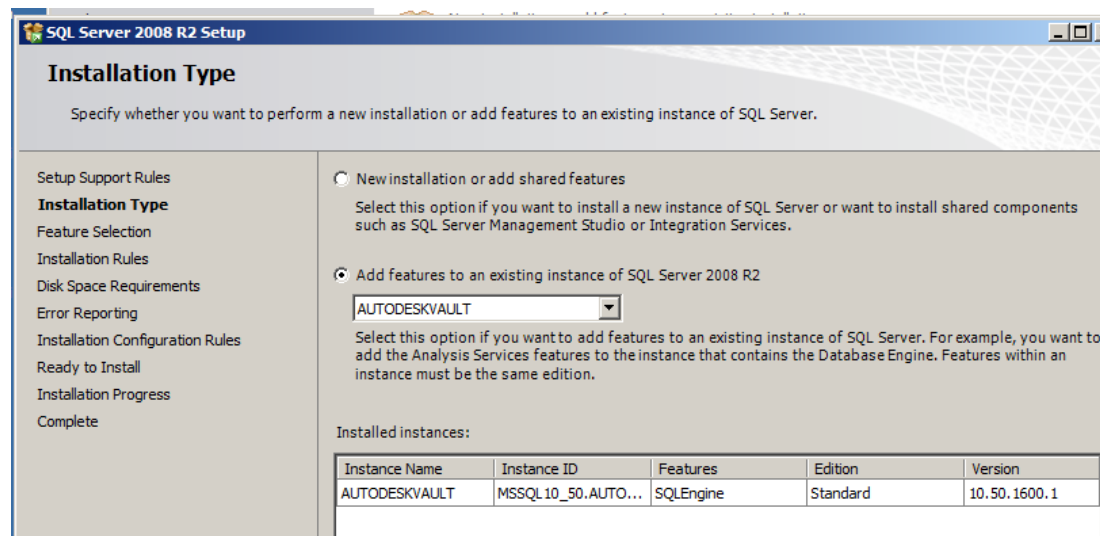 SQL Server 2008 R2 Setup
Installation Type
Specify whether you want to perform a new installation or add features to an existing instance of SQL Server.
Setup Support Rules
Installation Type
Feature Selection
Installation Rules
Disk Space Requirements
Error Reporting
Installation Configuration Rules
Ready to Install
Installation Progress
Complete
New installation or add shared features
Select this option if you want to install a new instance of SQL Server or want to install shared components
such as SQL Server Management Studio or Integration Services.
Add features to an existing instance of SQL Server 2008 R2
AUTODESKVAULT
Select this option if you want to add features to an existing instance of SQL Server. For example, you want to
add the Analysis Services features to the instance that contains the Database Engine. Features within an
instance must be the same edition.
Installed instances:
Instance Name Instance ID Features Edition Version
AUTODESKVAULT MSSQL10_50.AUTO... SQLEngine Standard 10.50.1600.1